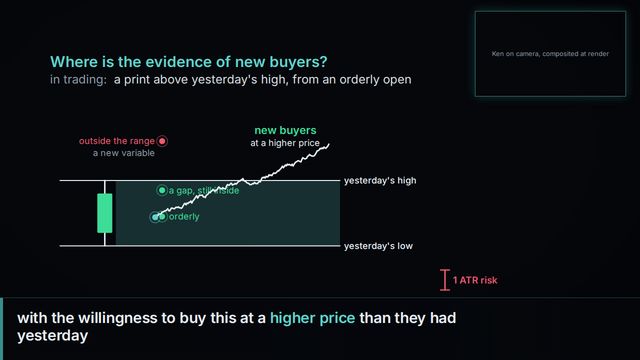 Ken on camera, composited at render
Where is the evidence of new buyers?
in trading: a print above yesterday's high, from an orderly open
new buyers
outside the range
at a higher price
a new variable
yesterday's high
a gap, still inside
orderly
yesterday's low
1 ATR risk
with the willingness to buy this at a higher price than they had
yesterday